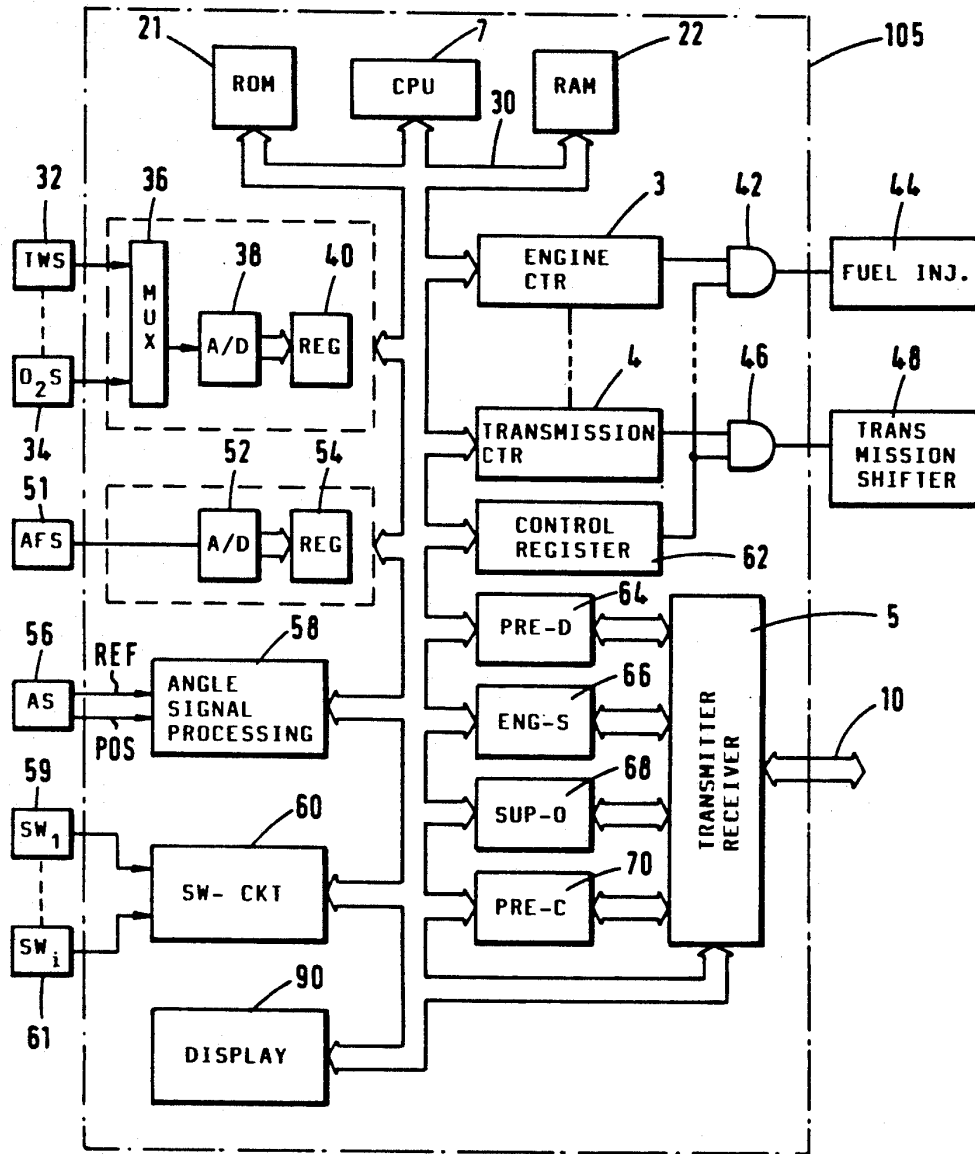 21
7
22
105
ROM
CPU
RAM
30
32
36
3
42
44
TWS
MUX
38
40
ENGINE
CTR
FUEL INJ.
A/D
REG
O2S
34
4
46
48
TRANSMISSION
CTR
TRANS
MISSION
SHIFTER
51
52
54
AFS
A/D
REG
CONTROL
REGISTER
62
64
5
PRE-D
56
58
REF
AS
POS
ANGLE
SIGNAL
PROCESSING
66
ENG-S
10
TRANSMITTER
RECEIVER
59
60
68
SW1
SUP-O
SW- CKT
70
PRE-C
SWi
61
90
DISPLAY